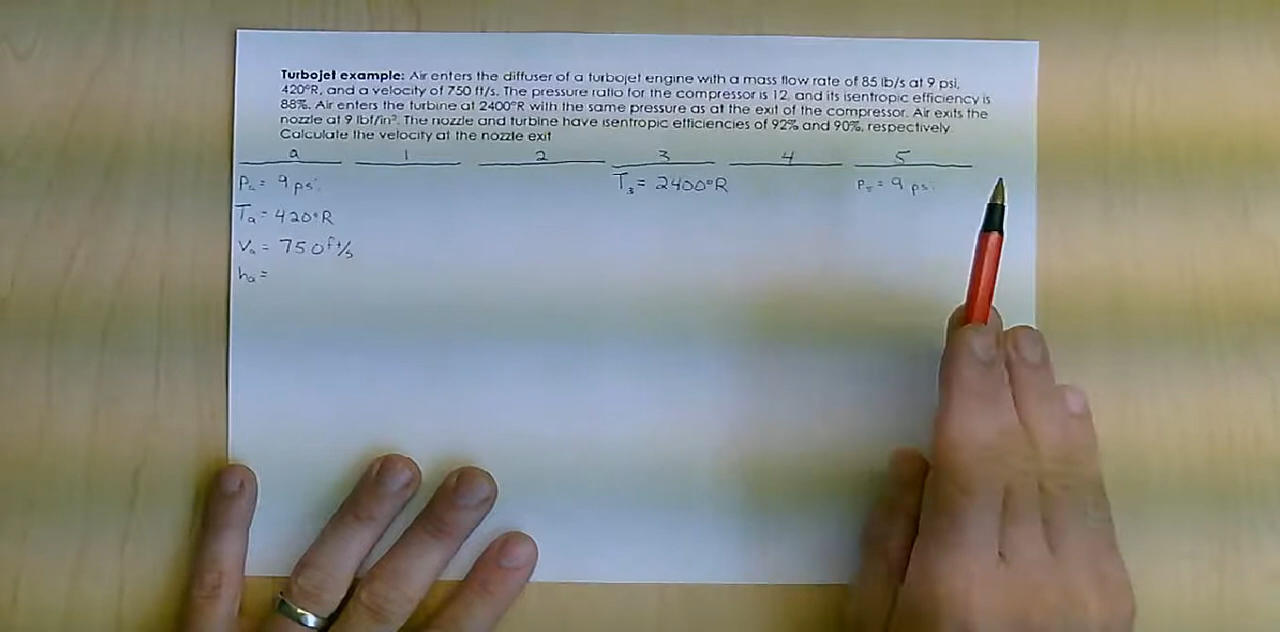 Turbojet example: Air enters the diffuser of a turbojet engine with a mass flow rate of 85 lb/s at 9 psi,
420°R, and a velocity of 750 ft/s. The pressure ratio for the compressor is 12, and its isentropic efficiency is
88%. Air enters the turbine at 2400°R with the same pressure as at the exit of the compressor. Air exits the
nozzle at 9 lbf/in². The nozzle and turbine have isentropic efficiencies of 92% and 90%, respectively.
Calculate the velocity at the nozzle exit
a 1 2 3 4 5
Pa = 9 psi T3 = 2400°R P5 = 9 psi
Ta = 420°R
Va = 750 ft/s
ha =